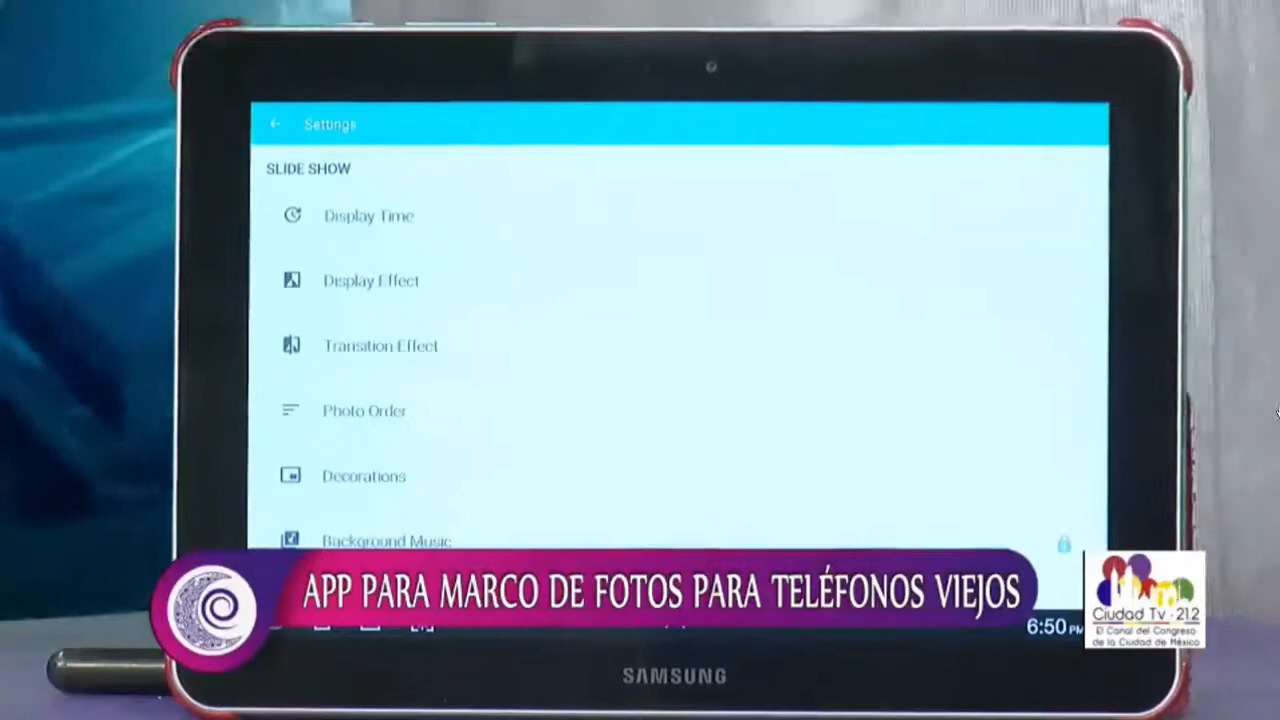 Settings
SLIDE SHOW
Display Time
Display Effect
Transition Effect
Photo Order
Decorations
Background Music
APP PARA MARCO DE FOTOS PARA TELÉFONOS VIEJOS
Ciudad Tv · 21.2
El Canal del Congreso
de la Ciudad de México
6:50 PM
SAMSUNG